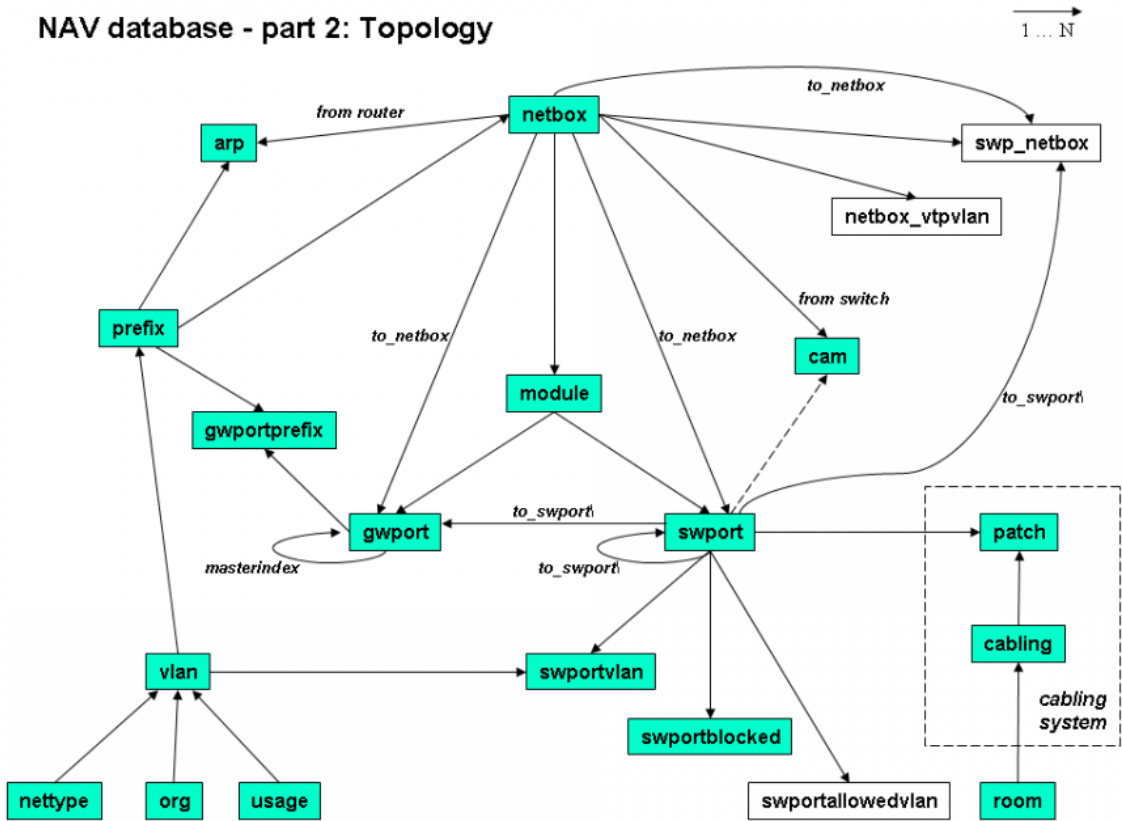 NAV database - part 2: Topology
1 ... N
to_netbox
from router
netbox
arp
swp_netbox
netbox_vtpvlan
from switch
prefix
to_netbox
to_netbox
cam
module
to_swport\
gwportprefix
to_swport\
gwport
swport
patch
masterindex
to_swport\
cabling
vlan
swportvlan
cabling
system
swportblocked
nettype
org
usage
swportallowedvlan
room